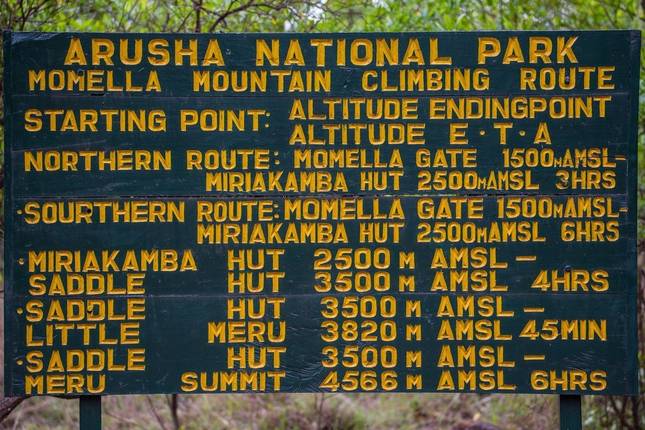 ARUSHA NATIONAL PARK
MOMELLA MOUNTAIN CLIMBING ROUTE
STARTING POINT: ALTITUDE ENDINGPOINT
ALTITUDE E·T·A
NORTHERN ROUTE: MOMELLA GATE 1500MAMSL-
MIRIAKAMBA HUT 2500MAMSL 3HRS
·SOURTHERN ROUTE: MOMELLA GATE 1500MAMSL-
MIRIAKAMBA HUT 2500MAMSL 6HRS
·MIRIAKAMBA HUT 2500 M AMSL -
SADDLE HUT 3500 M AMSL 4HRS
·SADDLE HUT 3500 M AMSL -
LITTLE MERU 3820 M AMSL 45MIN
·SADDLE HUT 3500 M AMSL -
MERU SUMMIT 4566 M AMSL 6HRS